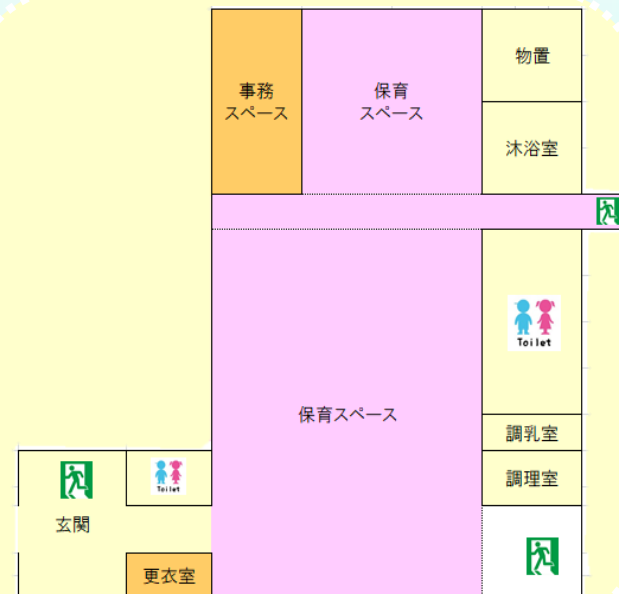 事務
スペース
保育
スペース
物置
沐浴室
Toilet
保育スペース
調乳室
調理室
Toilet
玄関
更衣室